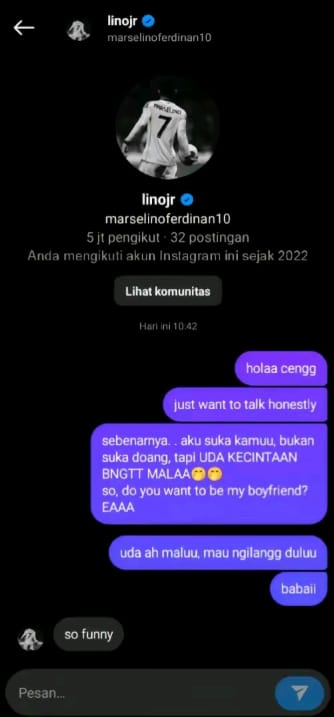 linojr
marselinoferdinan10
MARSELINO
7
linojr
marselinoferdinan10
5 jt pengikut · 32 postingan
Anda mengikuti akun Instagram ini sejak 2022
Lihat komunitas
Hari ini 10.42
holaa cengg
just want to talk honestly
sebenarnya. . aku suka kamuu, bukan
suka doang, tapi UDA KECINTAAN
BNGTT MALAA🤭🤭
so, do you want to be my boyfriend?
EAAA
uda ah maluu, mau ngilangg duluu
babaii
so funny
Pesan...